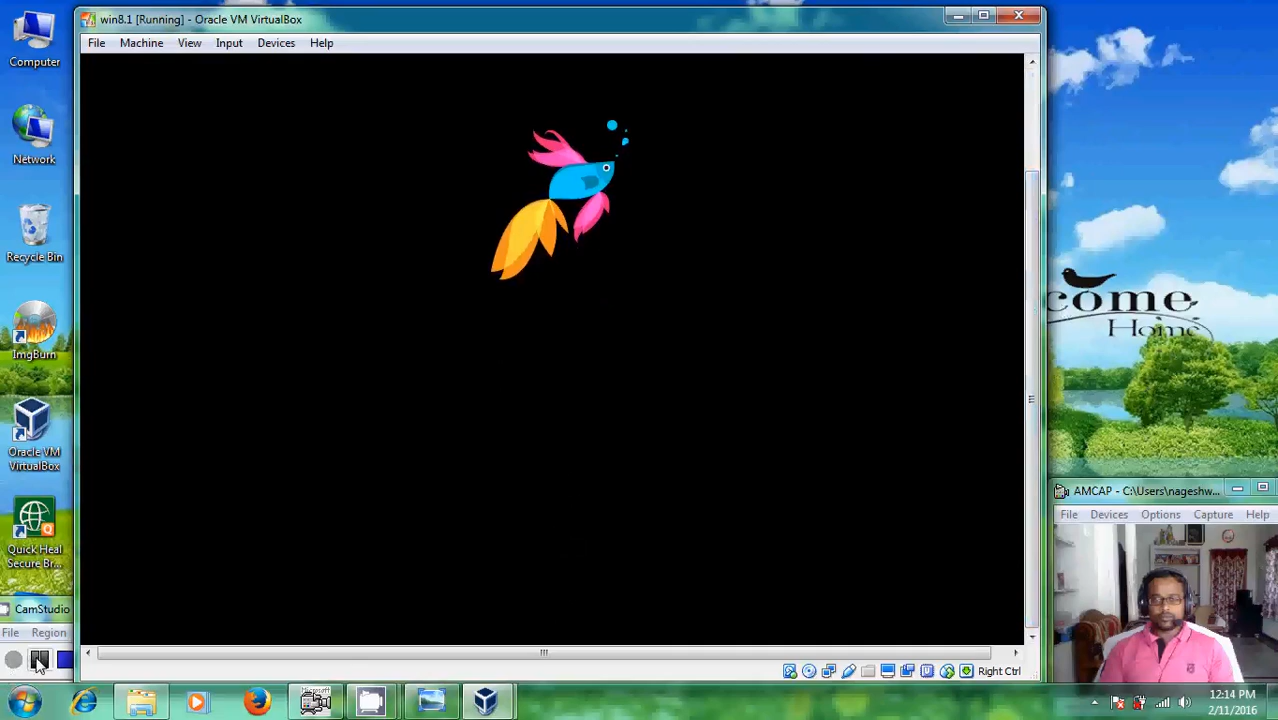 win8.1 [Running] - Oracle VM VirtualBox
File Machine View Input Devices Help
Computer
Network
Recycle Bin
ImgBurn
Oracle VM
VirtualBox
Quick Heal
Secure Br...
CamStudio
File Region
come
Home
AMCAP - C:\Users\nageshw...
File Devices Options Capture Help
Right Ctrl
12:14 PM
2/11/2016